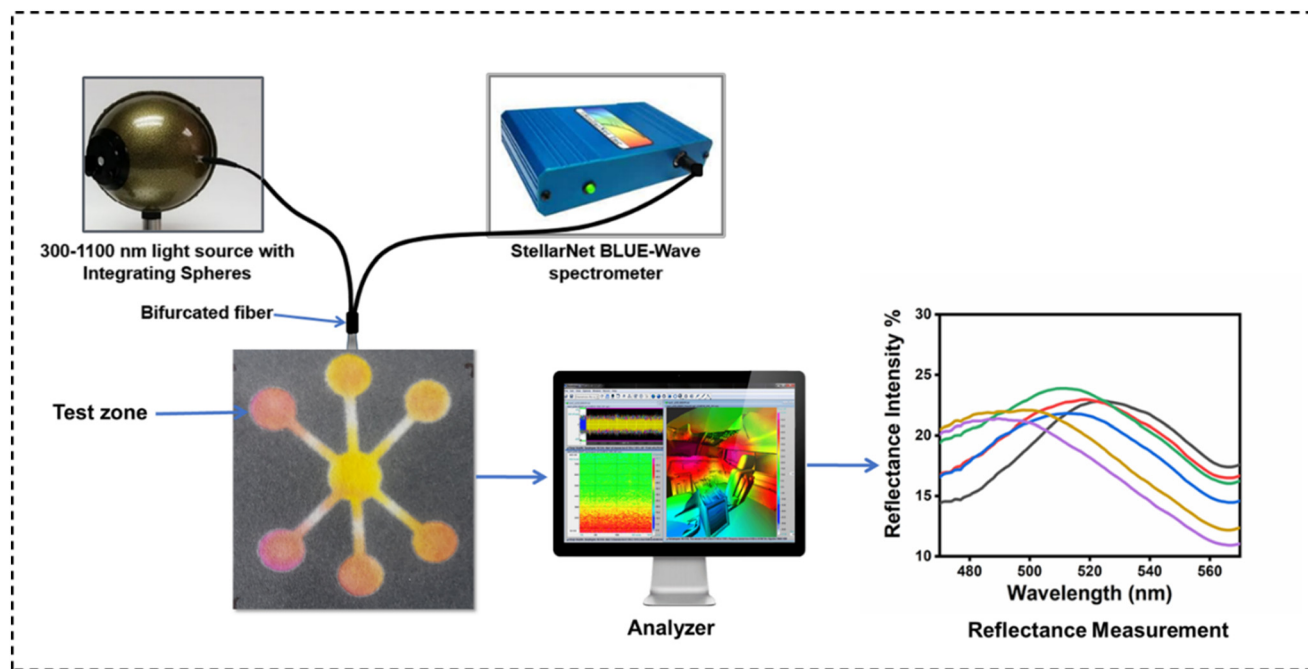 300-1100 nm light source with
Integrating Spheres
StellarNet BLUE-Wave
spectrometer
Bifurcated fiber
Test zone
Analyzer
Reflectance Intensity %
30
25
20
15
10
480 500 520 540 560
Wavelength (nm)
Reflectance Measurement